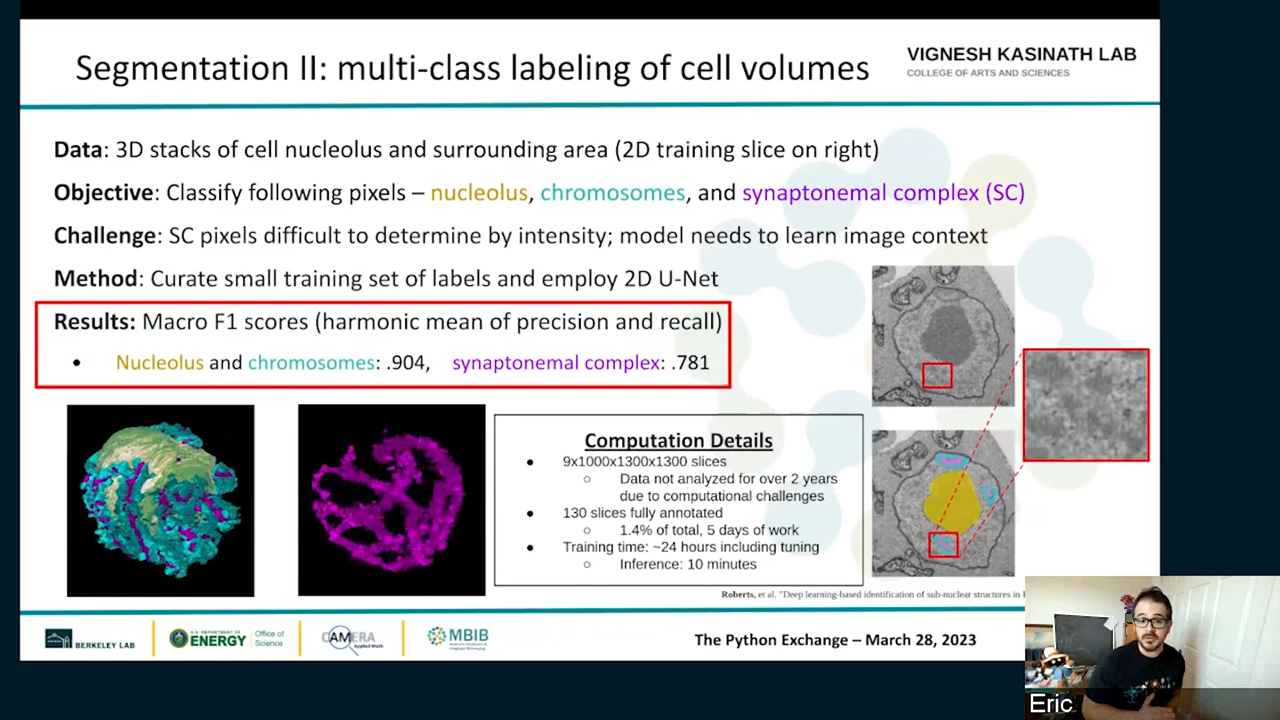 Segmentation II: multi-class labeling of cell volumes
VIGNESH KASINATH LAB
COLLEGE OF ARTS AND SCIENCES
Data: 3D stacks of cell nucleolus and surrounding area (2D training slice on right)
Objective: Classify following pixels – nucleolus, chromosomes, and synaptonemal complex (SC)
Challenge: SC pixels difficult to determine by intensity; model needs to learn image context
Method: Curate small training set of labels and employ 2D U-Net
Results: Macro F1 scores (harmonic mean of precision and recall)
• Nucleolus and chromosomes: .904, synaptonemal complex: .781
Computation Details
• 9x1000x1300x1300 slices
○ Data not analyzed for over 2 years
due to computational challenges
• 130 slices fully annotated
○ 1.4% of total, 5 days of work
• Training time: ~24 hours including tuning
○ Inference: 10 minutes
Roberts, et al. "Deep learning-based identification of sub-nuclear structures in
BERKELEY LAB
U.S. DEPARTMENT OF
ENERGY
Office of
Science
CAMERA
Applied Math
MBIB
The Python Exchange – March 28, 2023
Eric